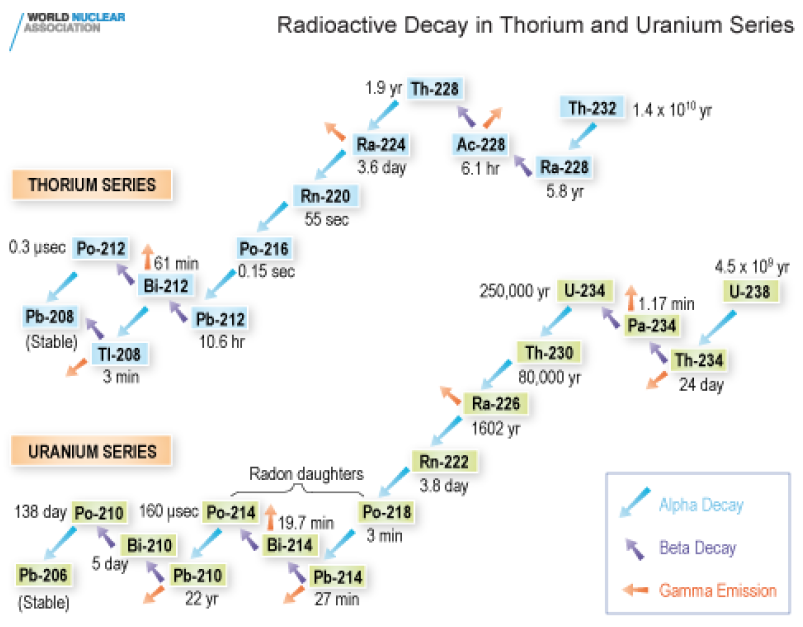 WORLD NUCLEAR
ASSOCIATION
Radioactive Decay in Thorium and Uranium Series
1.9 yr Th-228
Th-232 1.4 x 10¹⁰ yr
Ra-224
3.6 day
Ac-228
6.1 hr
Ra-228
5.8 yr
THORIUM SERIES
Rn-220
55 sec
0.3 µsec Po-212
Po-216
0.15 sec
61 min
Bi-212
Pb-208
(Stable)
Pb-212
10.6 hr
Tl-208
3 min
4.5 x 10⁹ yr
U-238
250,000 yr U-234
1.17 min
Pa-234
Th-230
80,000 yr
Th-234
24 day
Ra-226
1602 yr
URANIUM SERIES
Rn-222
3.8 day
Radon daughters
138 day Po-210
160 µsec Po-214
19.7 min
Po-218
3 min
Bi-210
5 day
Bi-214
Pb-206
(Stable)
Pb-210
22 yr
Pb-214
27 min
Alpha Decay
Beta Decay
Gamma Emission